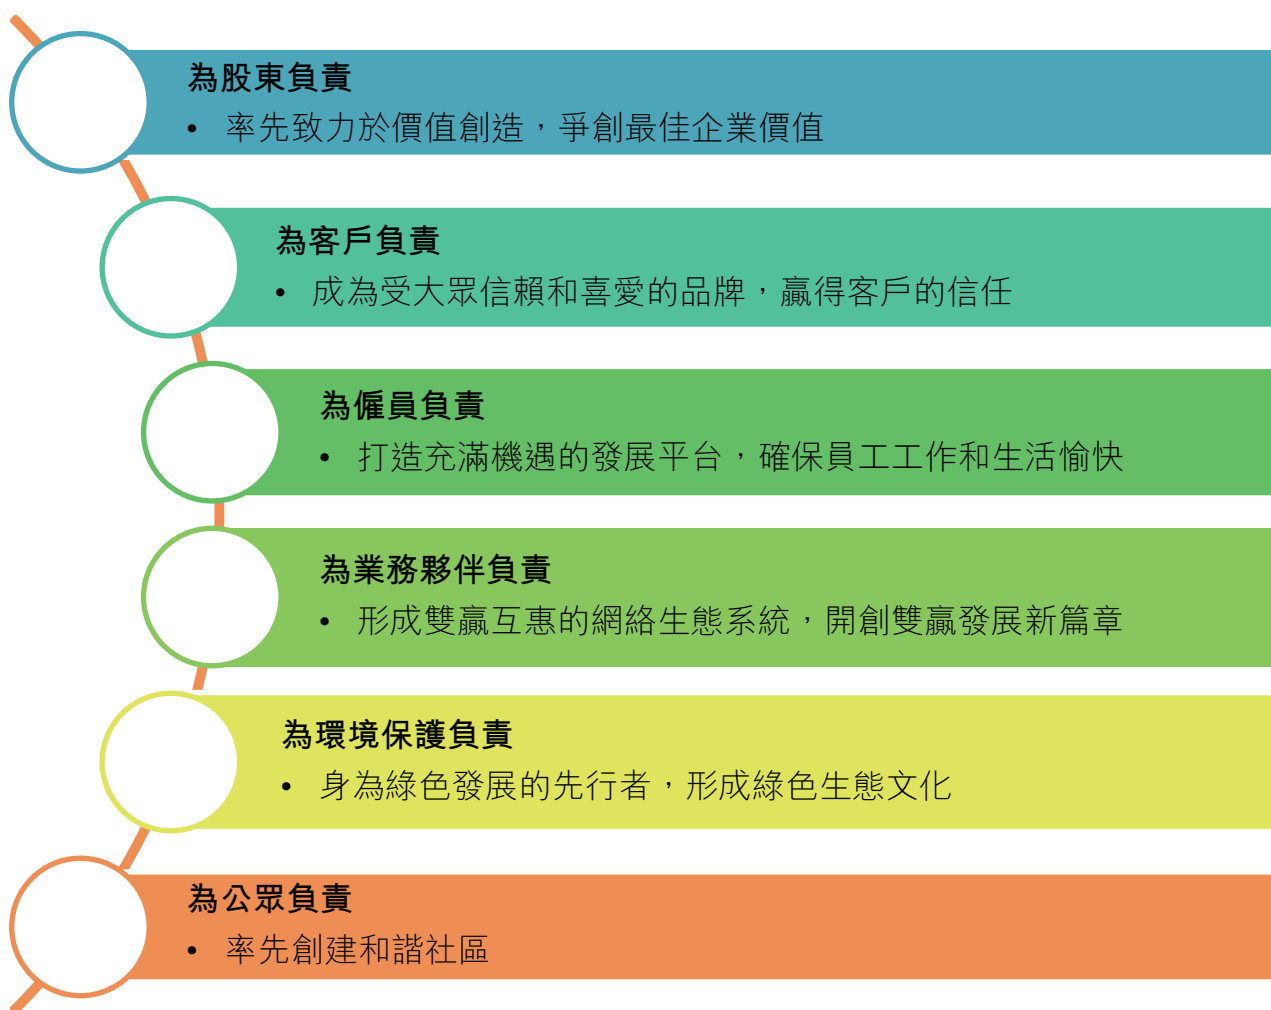 為股東負責
• 率先致力於價值創造，爭創最佳企業價值
為客戶負責
• 成為受大眾信賴和喜愛的品牌，贏得客戶的信任
為僱員負責
• 打造充滿機遇的發展平台，確保員工工作和生活愉快
為業務夥伴負責
• 形成雙贏互惠的網絡生態系統，開創雙贏發展新篇章
為環境保護負責
• 身為綠色發展的先行者，形成綠色生態文化
為公眾負責
• 率先創建和諧社區